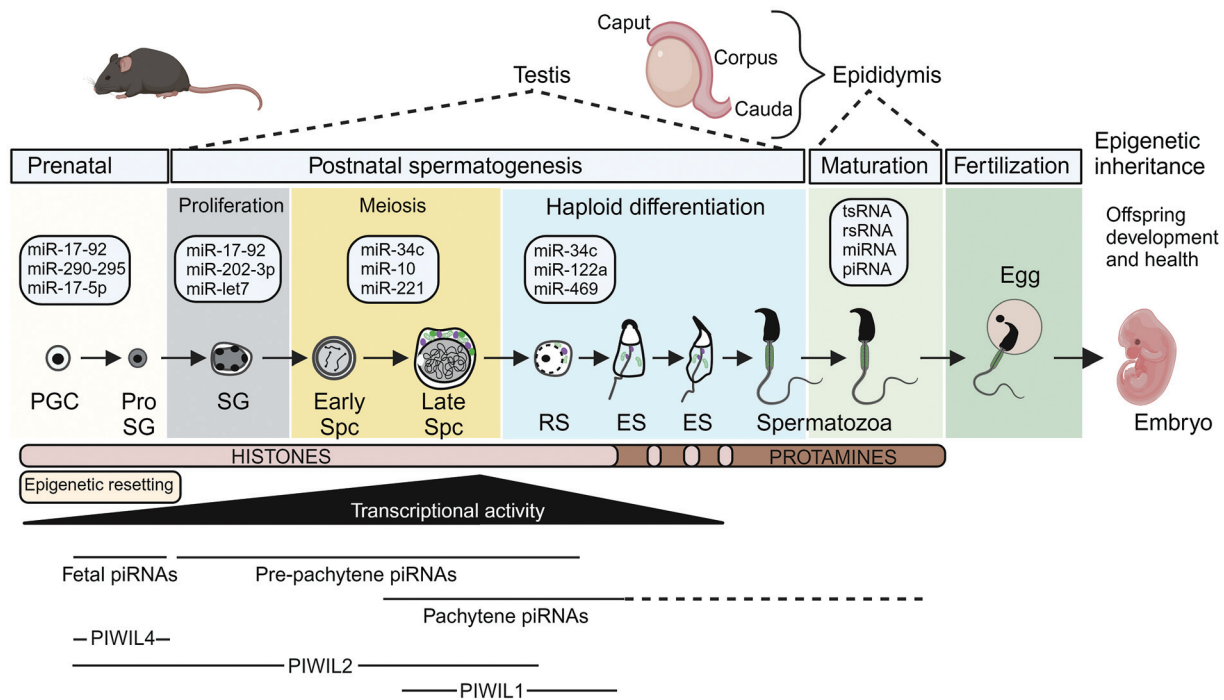 Caput
Corpus
Cauda
Testis
Epididymis
Prenatal
Postnatal spermatogenesis
Maturation
Fertilization
Epigenetic
inheritance
Proliferation
Meiosis
Haploid differentiation
miR-17-92
miR-290-295
miR-17-5p
miR-17-92
miR-202-3p
miR-let7
miR-34c
miR-10
miR-221
miR-34c
miR-122a
miR-469
tsRNA
rsRNA
miRNA
piRNA
Offspring
development
and health
Egg
PGC
Pro
SG
SG
Early
Spc
Late
Spc
RS
ES
ES
Spermatozoa
Embryo
HISTONES
PROTAMINES
Epigenetic resetting
Transcriptional activity
Fetal piRNAs
Pre-pachytene piRNAs
Pachytene piRNAs
PIWIL4
PIWIL2
PIWIL1